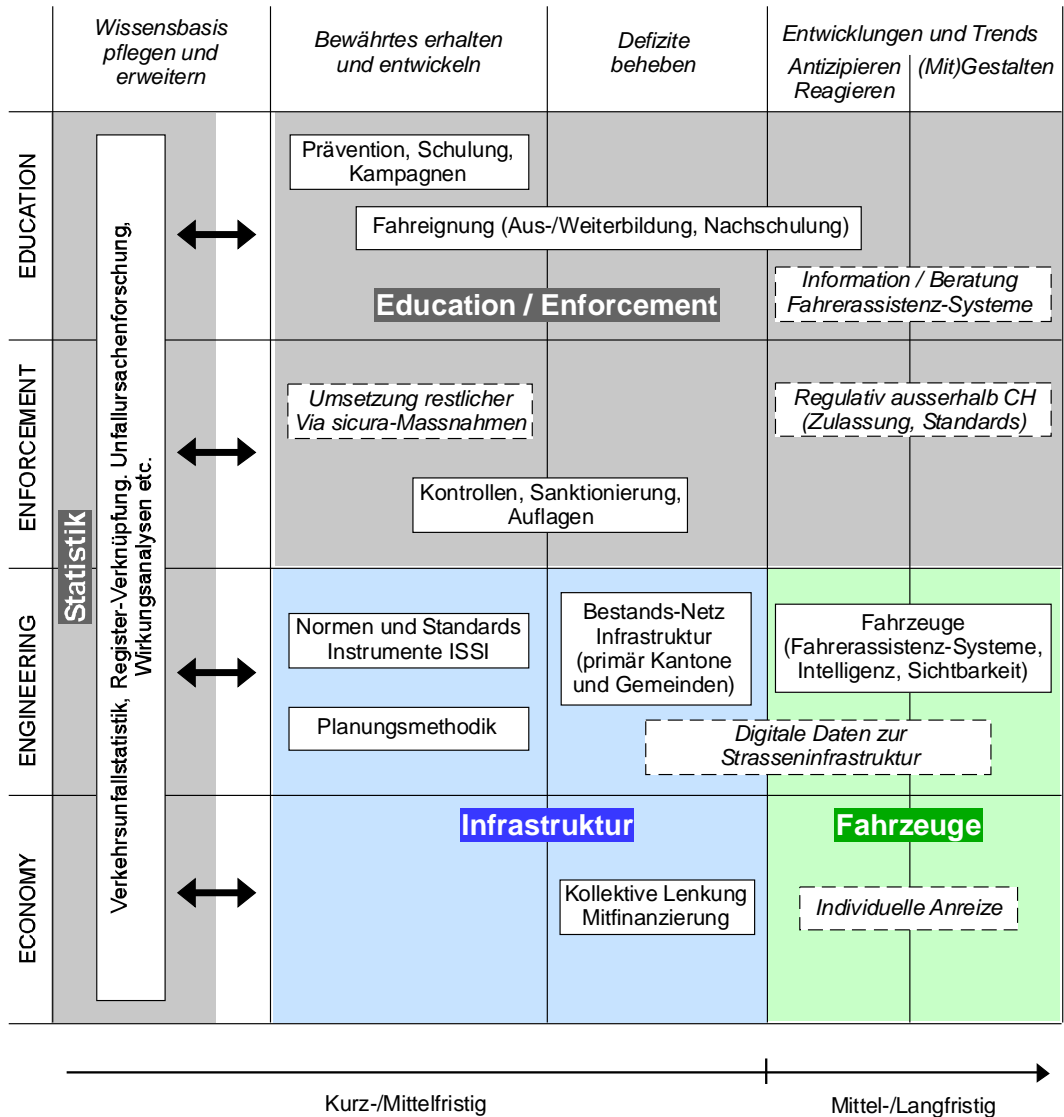 Wissensbasis
pflegen und
erweitern
Bewährtes erhalten
und entwickeln
Defizite
beheben
Entwicklungen und Trends
Antizipieren
Reagieren
(Mit)Gestalten
EDUCATION
Prävention, Schulung,
Kampagnen
Fahreignung (Aus-/Weiterbildung, Nachschulung)
Information / Beratung
Fahrerassistenz-Systeme
Education / Enforcement
ENFORCEMENT
Umsetzung restlicher
Via sicura-Massnahmen
Regulativ ausserhalb CH
(Zulassung, Standards)
Kontrollen, Sanktionierung,
Auflagen
Statistik
Verkehrsunfallstatistik, Register-Verknüpfung. Unfallursachenforschung,
Wirkungsanalysen etc.
ENGINEERING
Normen und Standards
Instrumente ISSI
Bestands-Netz
Infrastruktur
(primär Kantone
und Gemeinden)
Fahrzeuge
(Fahrerassistenz-Systeme,
Intelligenz, Sichtbarkeit)
Planungsmethodik
Digitale Daten zur
Strasseninfrastruktur
ECONOMY
Infrastruktur
Fahrzeuge
Kollektive Lenkung
Mitfinanzierung
Individuelle Anreize
Kurz-/Mittelfristig
Mittel-/Langfristig